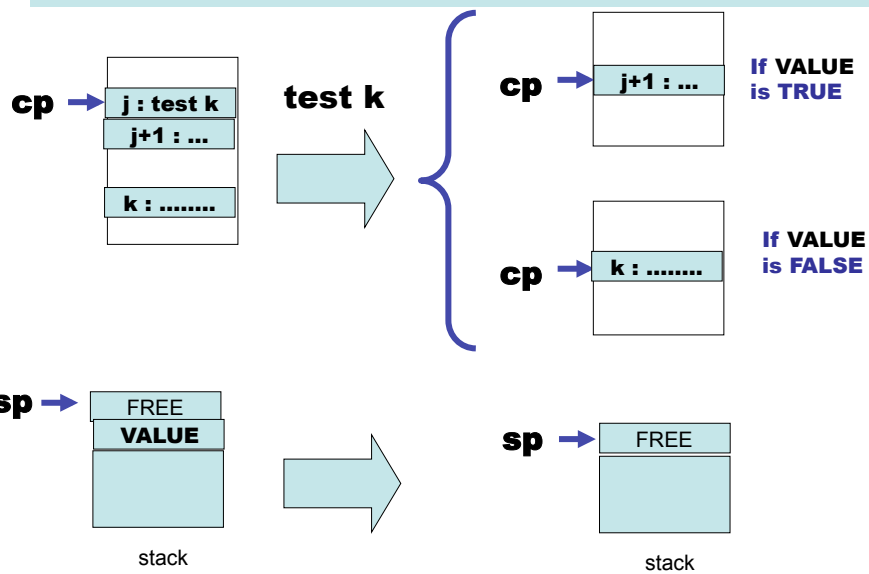 cp
j : test k
j+1 : ...
k : ........
test k
cp
j+1 : ...
If VALUE
is TRUE
cp
k : ........
If VALUE
is FALSE
sp
FREE
VALUE
stack
sp
FREE
stack